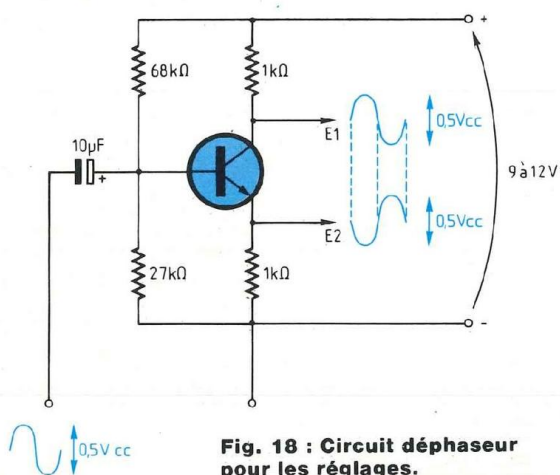 +
68kΩ
1kΩ
10µF
+
E1
0,5Vcc
9 à 12V
E2
0,5Vcc
27kΩ
1kΩ
-
0,5V cc
Fig. 18 : Circuit déphaseur
pour les réglages.